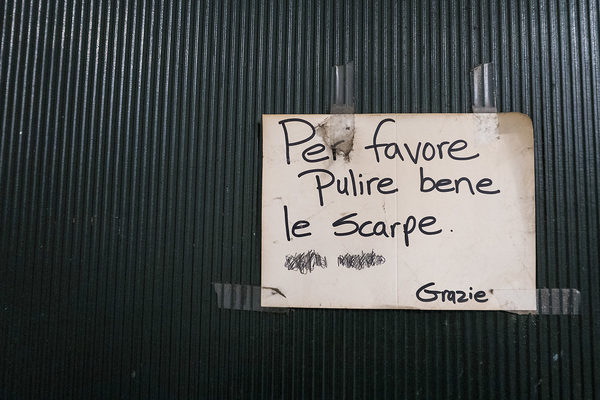 Per favore
Pulire bene
le scarpe.
Grazie